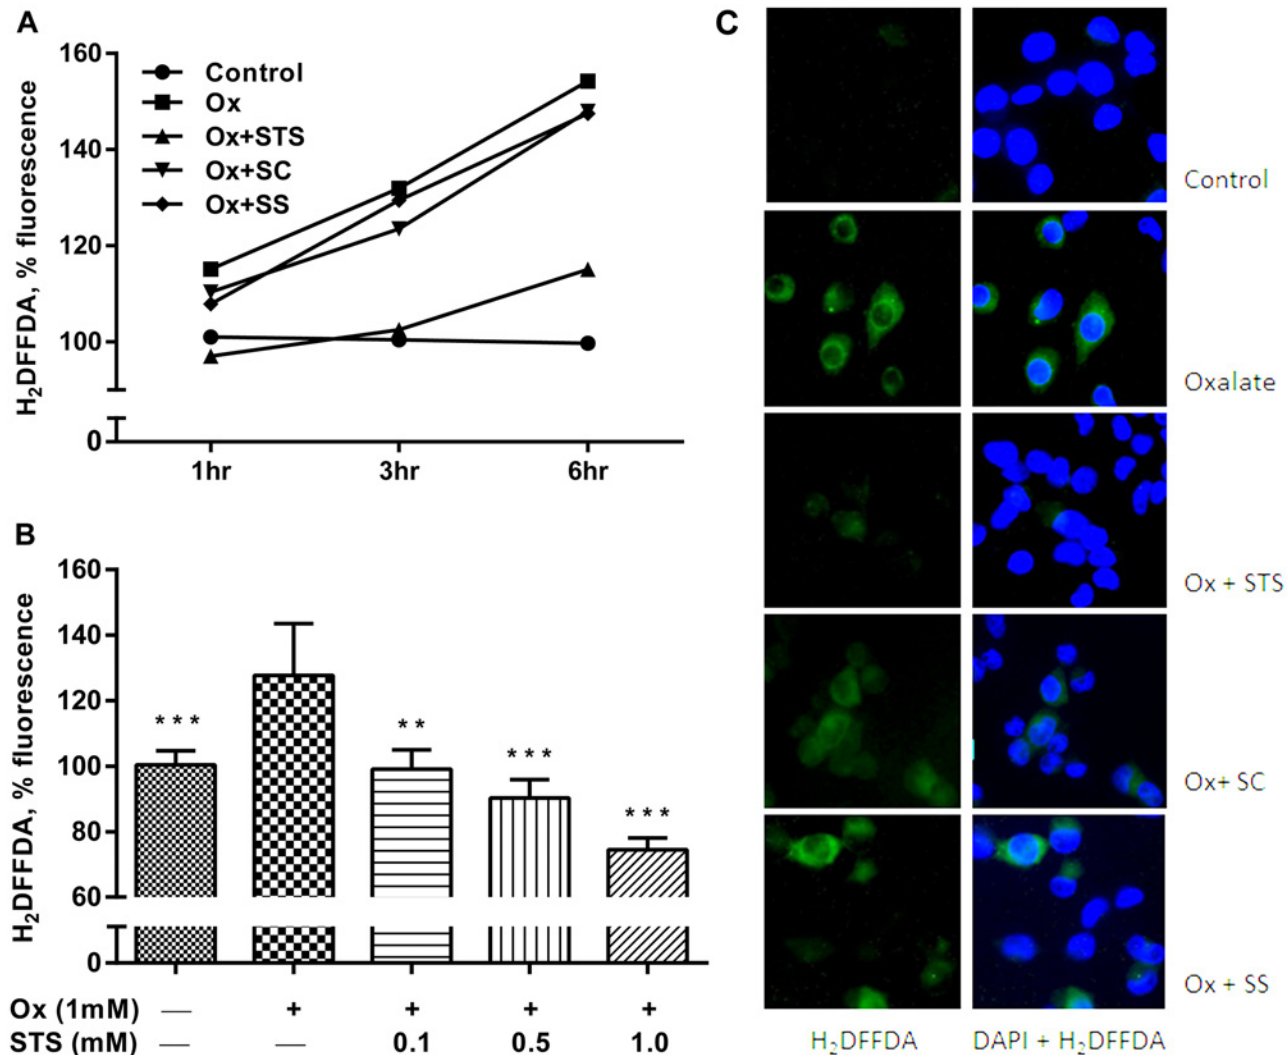 A
H₂DFFDA, % fluorescence
160
140
120
100
0
Control
Ox
Ox+STS
Ox+SC
Ox+SS
1hr 3hr 6hr
B
H₂DFFDA, % fluorescence
160
140
120
100
80
60
0
*** ** *** ***
Ox (1mM) — + + + +
STS (mM) — — 0.1 0.5 1.0
C
Control
Oxalate
Ox + STS
Ox+ SC
Ox + SS
H₂DFFDA DAPI + H₂DFFDA